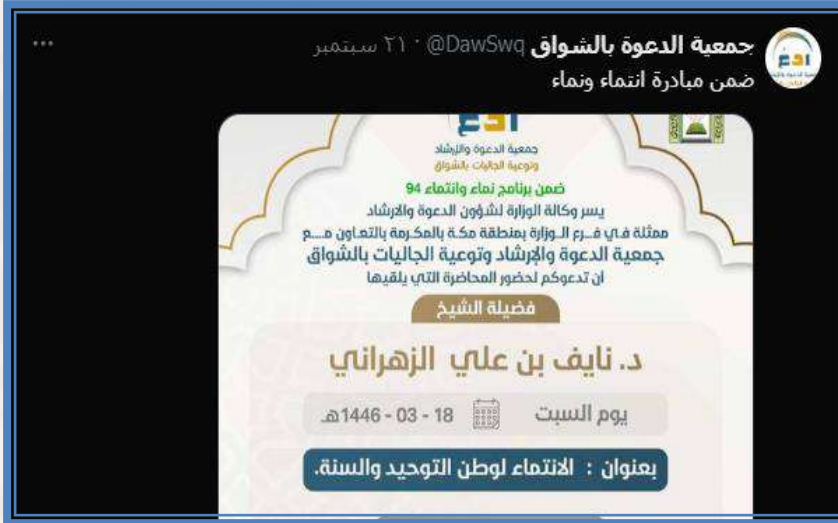 جمعية الدعوة بالشواق @DawSwq · ٢١ سبتمبر
ضمن مبادرة انتماء ونماء
ادع
جمعية الدعوة والإرشاد
وتوعية الجاليات بالشواق
ضمن برنامج نماء وانتماء 94
يسر وكالة الوزارة لشؤون الدعوة والارشاد
ممثلة في فرع الوزارة بمنطقة مكة بالمكرمة بالتعاون مع
جمعية الدعوة والإرشاد وتوعية الجاليات بالشواق
ان تدعوكم لحضور المحاضرة التي يلقيها
فضيلة الشيخ
د. نايف بن علي الزهراني
يوم السبت 18 - 03 - 1446هـ
بعنوان : الانتماء لوطن التوحيد والسنة.